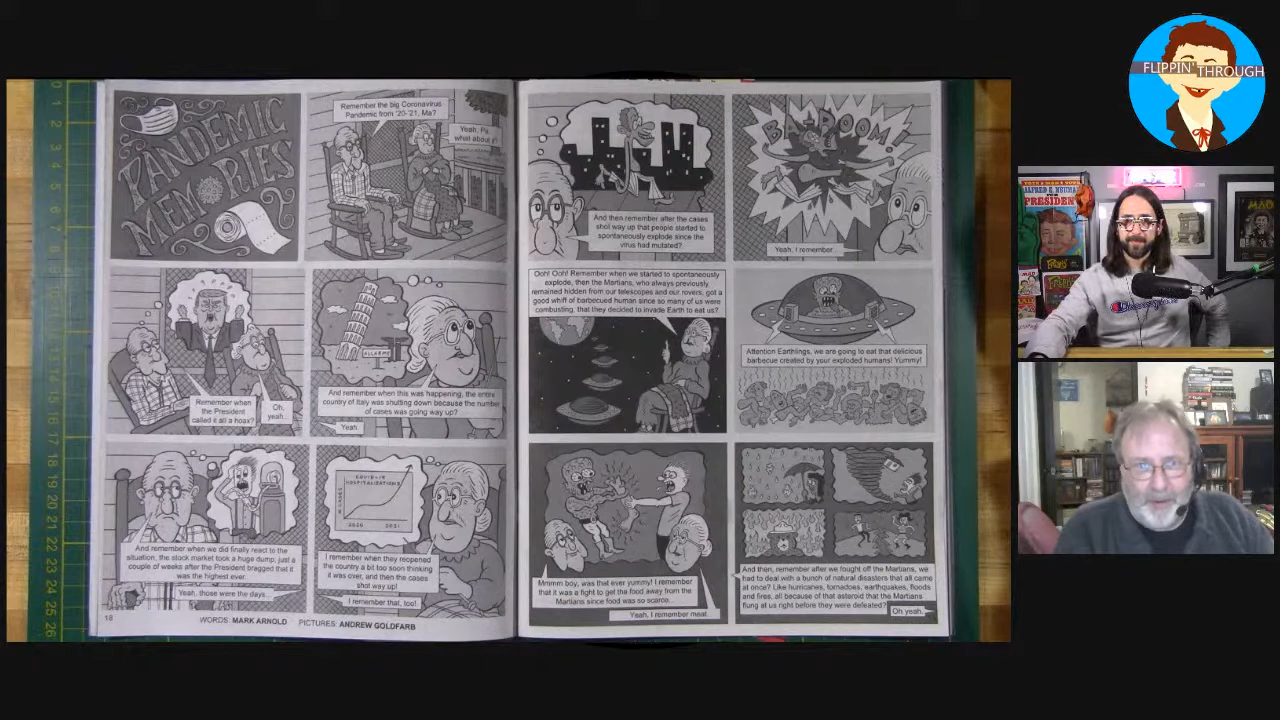 PANDEMIC
MEMORIES
Remember the big Coronavirus
Pandemic from '20-'21, Ma?
Yeah, Pa,
what about it?
Remember when
the President
called it all a hoax?
Oh,
yeah...
ALLARME
And remember when this was happening, the entire
country of Italy was shutting down because the number
of cases was going way up?
Yeah.
And remember when we did finally react to the
situation, the stock market took a huge dump; just a
couple of weeks after the President bragged that it
was the highest ever.
Yeah, those were the days...
COVID-19
HOSPITALIZATIONS
2020 2021
I remember when they reopened
the country a bit too soon thinking
it was over, and then the cases
shot way up!
I remember that, too!
18
WORDS: MARK ARNOLD PICTURES: ANDREW GOLDFARB
And then remember after the cases
shot way up that people started to
spontaneously explode since the
virus had mutated?
Yeah, I remember...
Ooh! Ooh! Remember when we started to spontaneously
explode, then the Martians, who always previously
remained hidden from our telescopes and our rovers, got a
good whiff of barbecued human since so many of us were
combusting, that they decided to invade Earth to eat us?
Attention Earthlings, we are going to eat that delicious
barbecue created by your exploded humans! Yummy!
Mmmm boy, was that ever yummy! I remember
that it was a fight to get the food away from the
Martians since food was so scarce...
Yeah, I remember meat.
And then, remember after we fought off the Martians, we
had to deal with a bunch of natural disasters that all came
at once? Like hurricanes, tornadoes, earthquakes, floods
and fires, all because of that asteroid that the Martians
flung at us right before they were defeated?
Oh yeah.
FLIPPIN' THROUGH
ALFRED E. NEUMAN
FOR
PRESIDENT
MAD
Champion